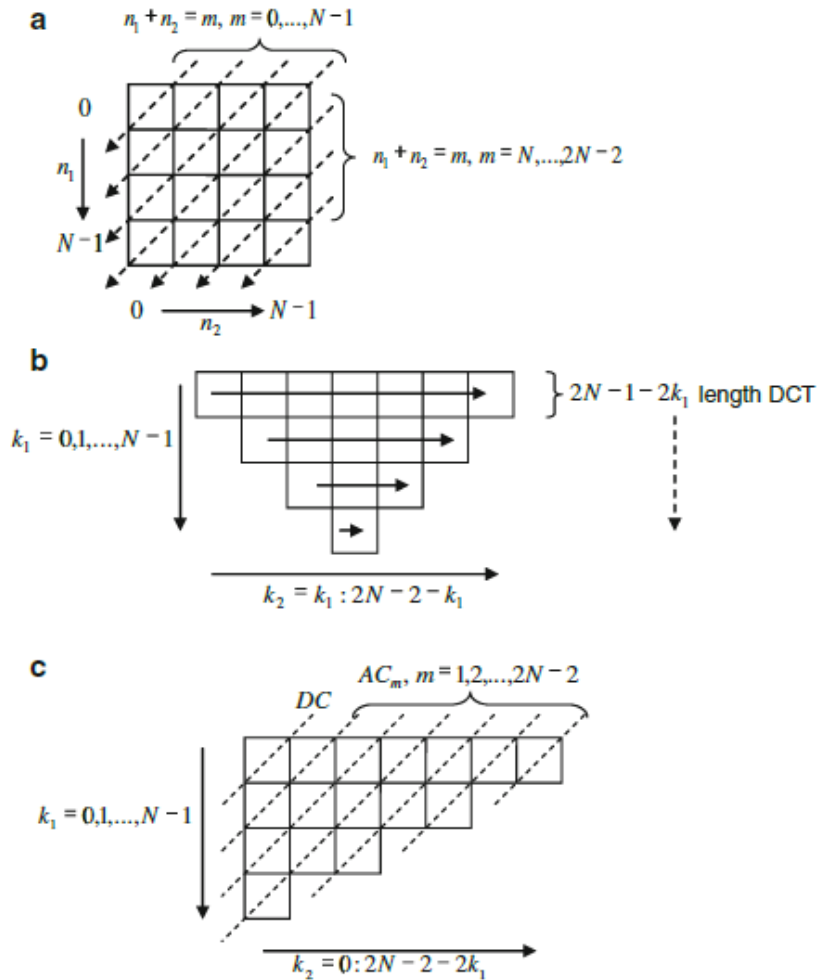 a
n₁ + n₂ = m, m = 0,...,N−1
0
n₁
N−1
n₁ + n₂ = m, m = N,...,2N−2
0
N−1
n₂
b
2N−1−2k₁ length DCT
k₁ = 0,1,...,N−1
k₂ = k₁ : 2N−2−k₁
c
AC_m, m = 1,2,...,2N−2
DC
k₁ = 0,1,...,N−1
k₂ = 0 : 2N−2−2k₁